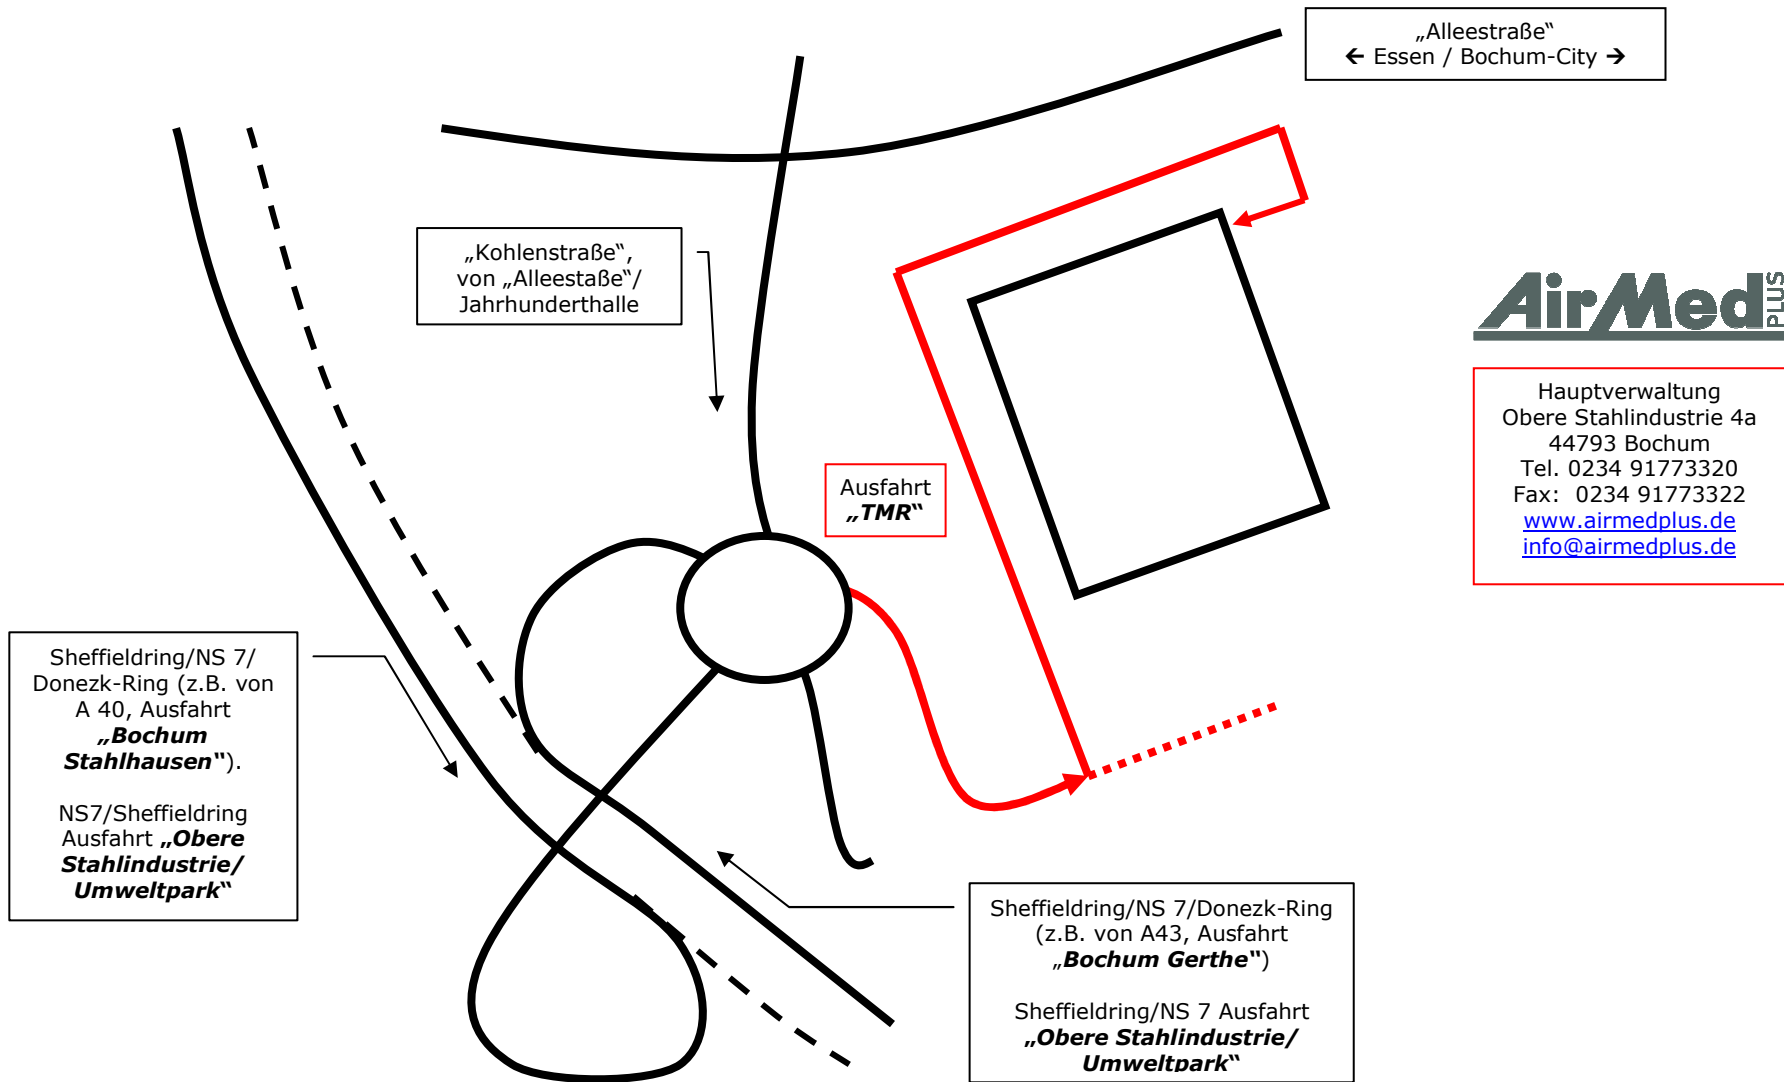 „Alleestraße“
← Essen / Bochum-City →
„Kohlenstraße“,
von „Alleestaße“/
Jahrhunderthalle
AirMed PLUS
Hauptverwaltung
Obere Stahlindustrie 4a
44793 Bochum
Tel. 0234 91773320
Fax:  0234 91773322
www.airmedplus.de
info@airmedplus.de
Ausfahrt
„TMR“
Sheffieldring/NS 7/
Donezk-Ring (z.B. von
A 40, Ausfahrt
„Bochum
Stahlhausen“).
NS7/Sheffieldring
Ausfahrt „Obere
Stahlindustrie/
Umweltpark“
Sheffieldring/NS 7/Donezk-Ring
(z.B. von A43, Ausfahrt
„Bochum Gerthe“)
Sheffieldring/NS 7 Ausfahrt
„Obere Stahlindustrie/
Umweltpark“